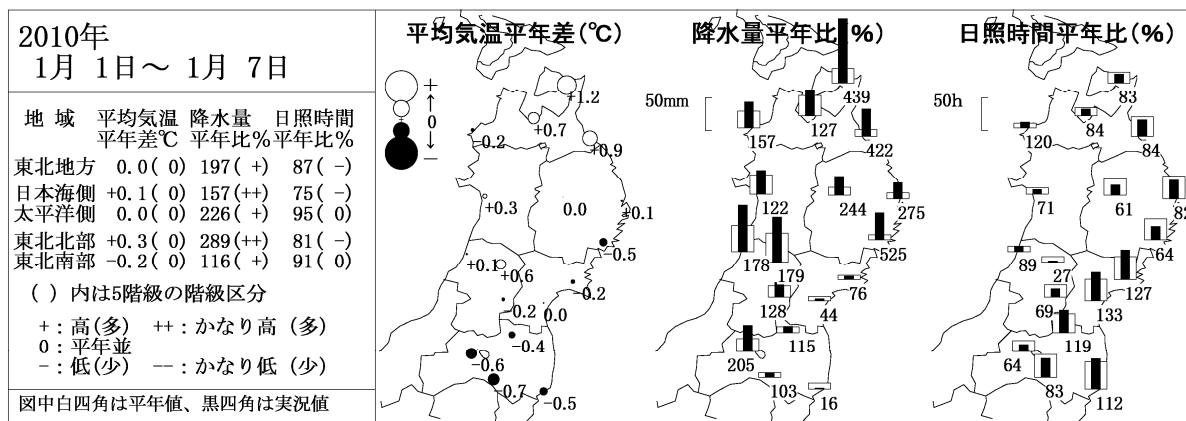 2010年
1月 1日～ 1月 7日
地 域 平均気温 降水量 日照時間
平年差℃ 平年比% 平年比%
東北地方 0.0( 0) 197( +) 87( -)
日本海側 +0.1( 0) 157(++) 75( -)
太平洋側 0.0( 0) 226( +) 95( 0)
東北北部 +0.3( 0) 289(++) 81( -)
東北南部 -0.2( 0) 116( +) 91( 0)
( ) 内は5階級の階級区分
+ : 高(多) ++ : かなり高 (多)
0 : 平年並
- : 低(少) -- : かなり低 (少)
図中白四角は平年値、黒四角は実況値
平均気温平年差(℃)
+
0
-
+1.2
+0.7
-0.2
+0.9
+0.3
0.0
+0.1
-0.5
+0.1
+0.6
-0.2
-0.2
0.0
-0.4
-0.6
-0.7
-0.5
降水量平年比(%)
50mm
439
127
157
422
122
244
275
525
178
179
76
128
44
115
205
103
16
日照時間平年比(%)
50h
83
84
120
84
71
61
82
64
89
27
127
69
133
119
64
83
112